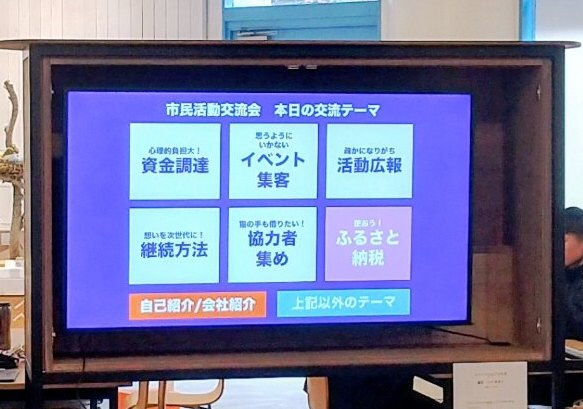 市民活動交流会　本日の交流テーマ
心理的負担大！
資金調達
思うように
いかない
イベント
集客
疎かになりがち
活動広報
想いを次世代に！
継続方法
猫の手も借りたい！
協力者
集め
使おう！
ふるさと
納税
自己紹介/会社紹介
上記以外のテーマ